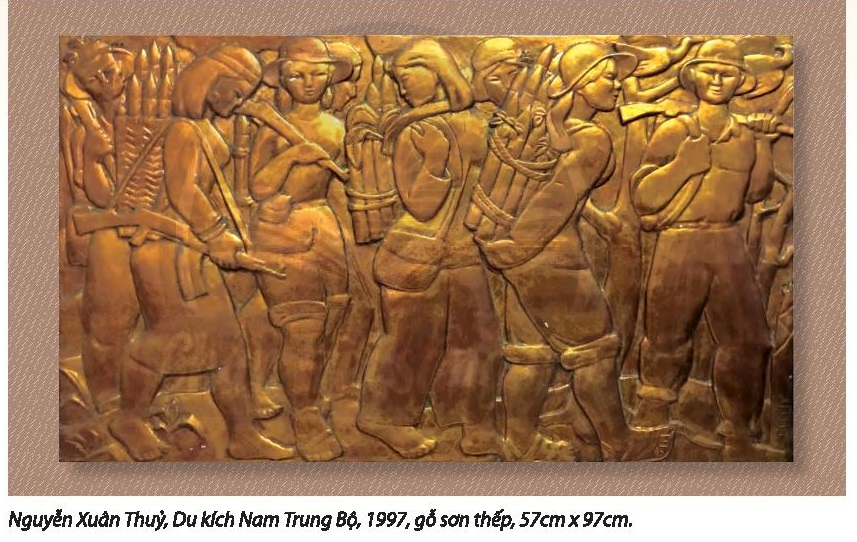 Nguyễn Xuân Thuỷ, Du kích Nam Trung Bộ, 1997, gỗ sơn thếp, 57cm x 97cm.